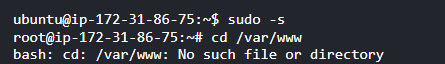 ubuntu@ip-172-31-86-75:~$ sudo -s
root@ip-172-31-86-75:~# cd /var/www
bash: cd: /var/www: No such file or directory